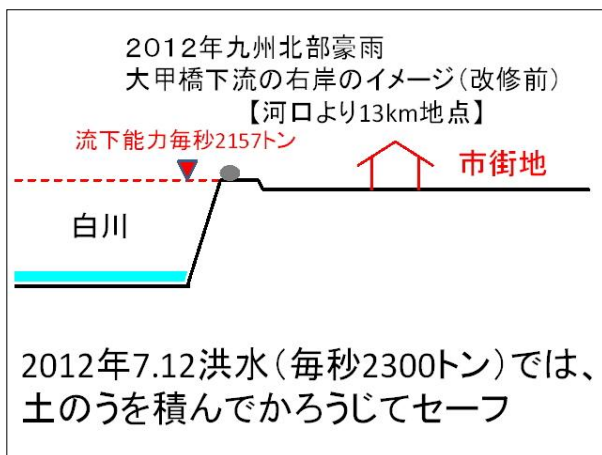 2012年九州北部豪雨
大甲橋下流の右岸のイメージ(改修前)
【河口より13km地点】
流下能力毎秒2157トン
市街地
白川
2012年7.12洪水(毎秒2300トン)では、
土のうを積んでかろうじてセーフ